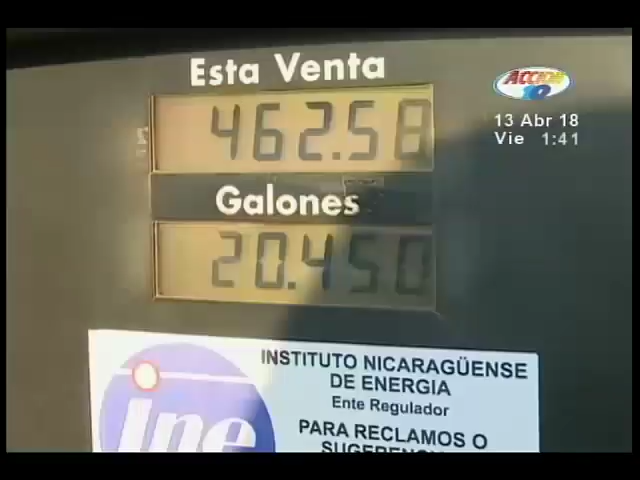 Esta Venta
462.58
Galones
20.450
ACCION
10
13 Abr 18
Vie 1:41
INSTITUTO NICARAGÜENSE
DE ENERGIA
Ente Regulador
ine
PARA RECLAMOS O